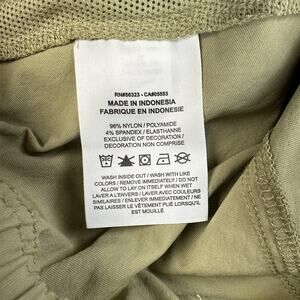 RN#56323 - CA#05553
MADE IN INDONESIA
FABRIQUE EN INDONESIE
96% NYLON / POLYAMIDE
4% SPANDEX / ELASTHANNE
EXCLUSIVE OF DECORATION /
DECORATION NON COMPRISE
WASH INSIDE OUT / WASH WITH LIKE
COLORS / REMOVE IMMEDIATELY / DO NOT
ALLOW TO LAY ON ITSELF WHEN WET
LAVER A L'ENVERS / LAVER AVEC COULEURS
SIMILAIRES / ENLEVER IMMEDIATEMENT / NE
PAS LAISSER LE VÊTEMENT PLIÉ LORSQU'IL
EST MOUILLÉ